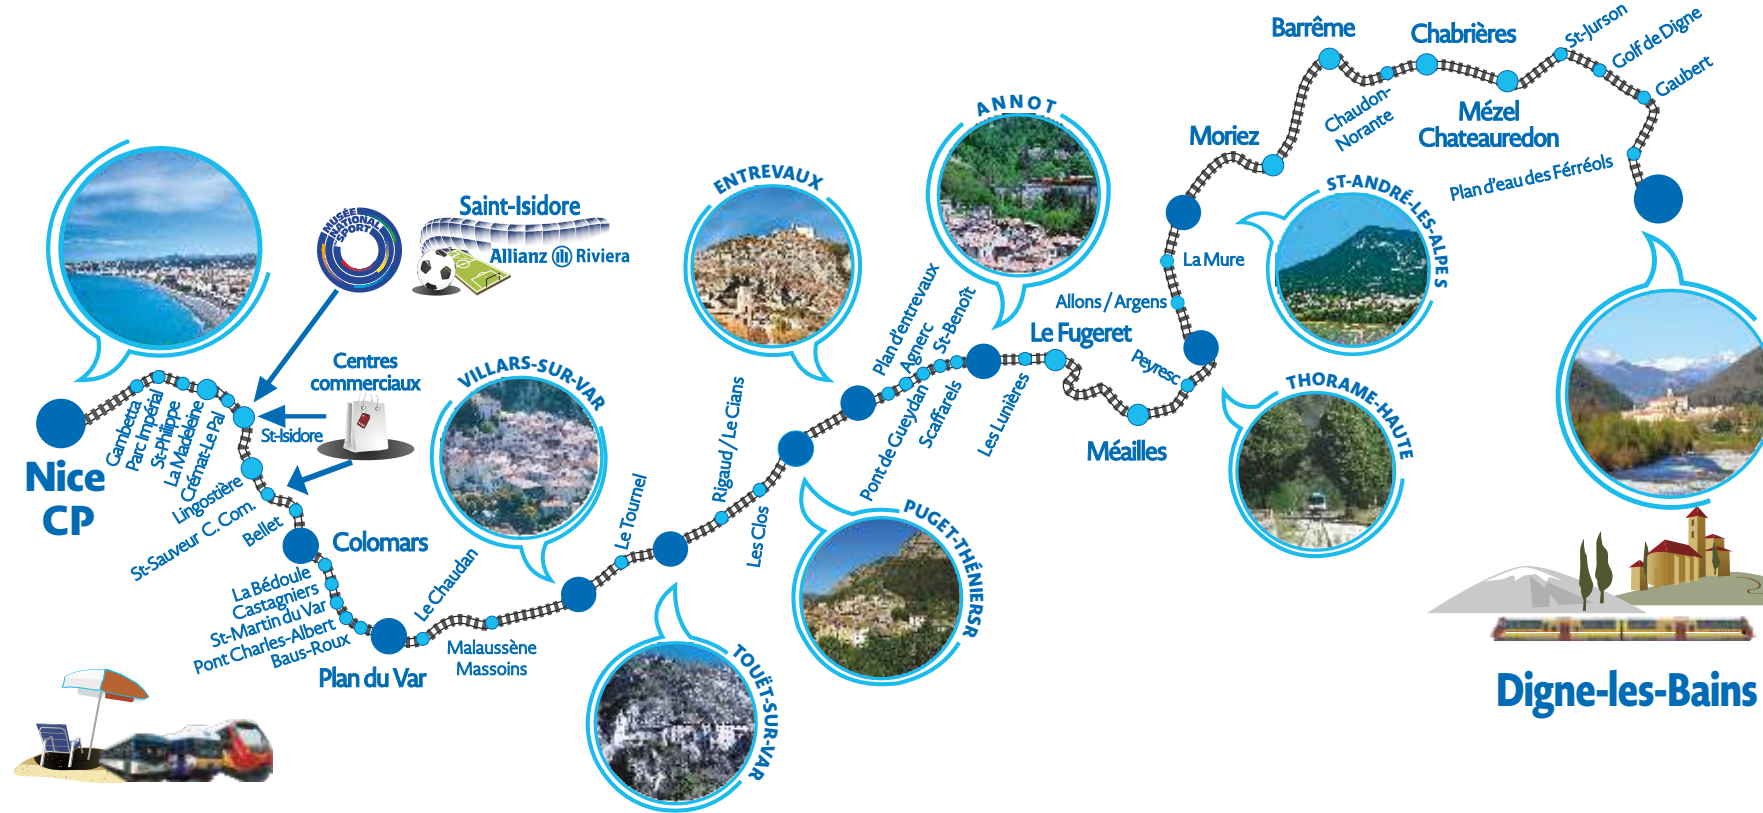 Nice
CP
Gambetta
Parc Impérial
St-Philippe
La Madeleine
Crémat-Le Pal
St-Isidore
MUSÉE
NATIONAL
SPORT
Saint-Isidore
Allianz Riviera
Centres
commerciaux
Lingostière
St-Sauveur C. Com.
Bellet
Colomars
La Bédoule
Castagniers
St-Martin du Var
Pont Charles-Albert
Baus-Roux
Plan du Var
Le Chaudan
Malaussène
Massoins
VILLARS-SUR-VAR
Le Tournel
TOUËT-SUR-VAR
Rigaud / Le Cians
Les Clos
PUGET-THÉNIERSR
ENTREVAUX
Plan d'entrevaux
Pont de Gueydan
Agnerc
St-Benoît
Scaffarels
ANNOT
Les Lunières
Le Fugeret
Méailles
Peyresc
THORAME-HAUTE
Allons / Argens
La Mure
ST-ANDRÉ-LES-ALPES
Moriez
Barrême
Chaudon-
Norante
Chabrières
Mézel
Chateauredon
St-Jurson
Golf de Digne
Gaubert
Plan d'eau des Férréols
Digne-les-Bains